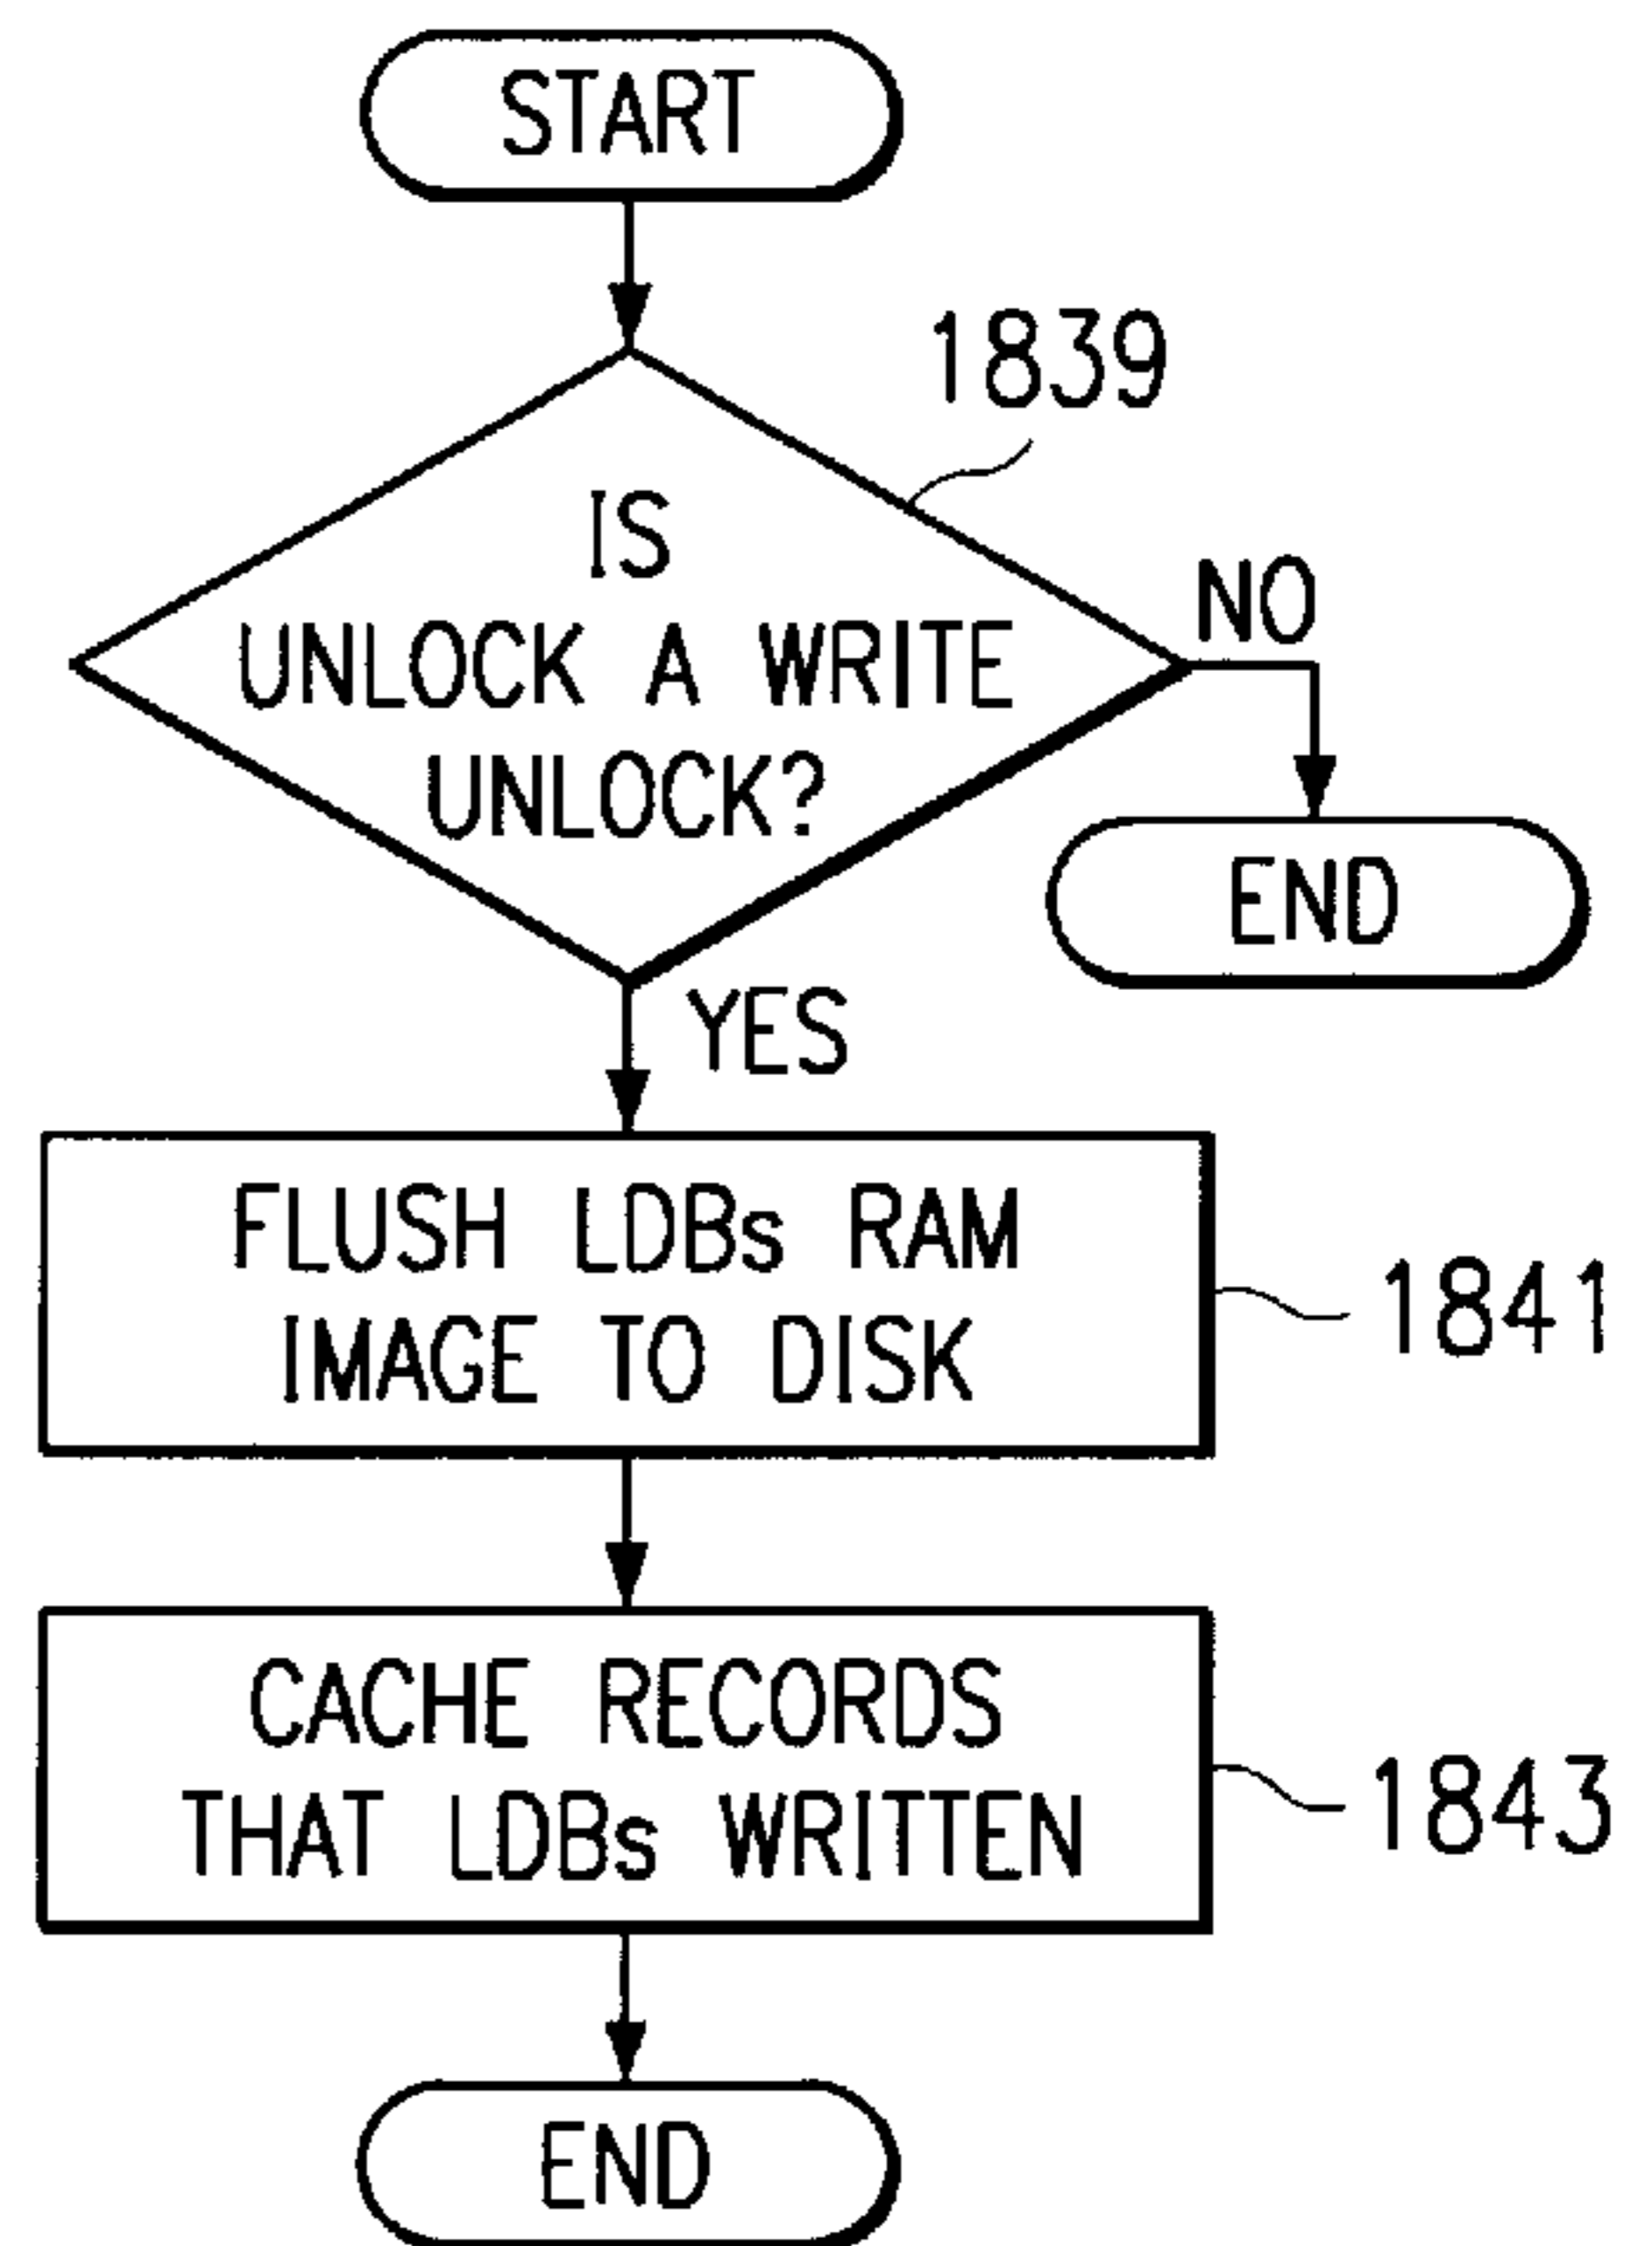 START
1839
IS
UNLOCK A WRITE
UNLOCK?
NO
END
YES
FLUSH LDBs RAM
IMAGE TO DISK
1841
CACHE RECORDS
THAT LDBs WRITTEN
1843
END